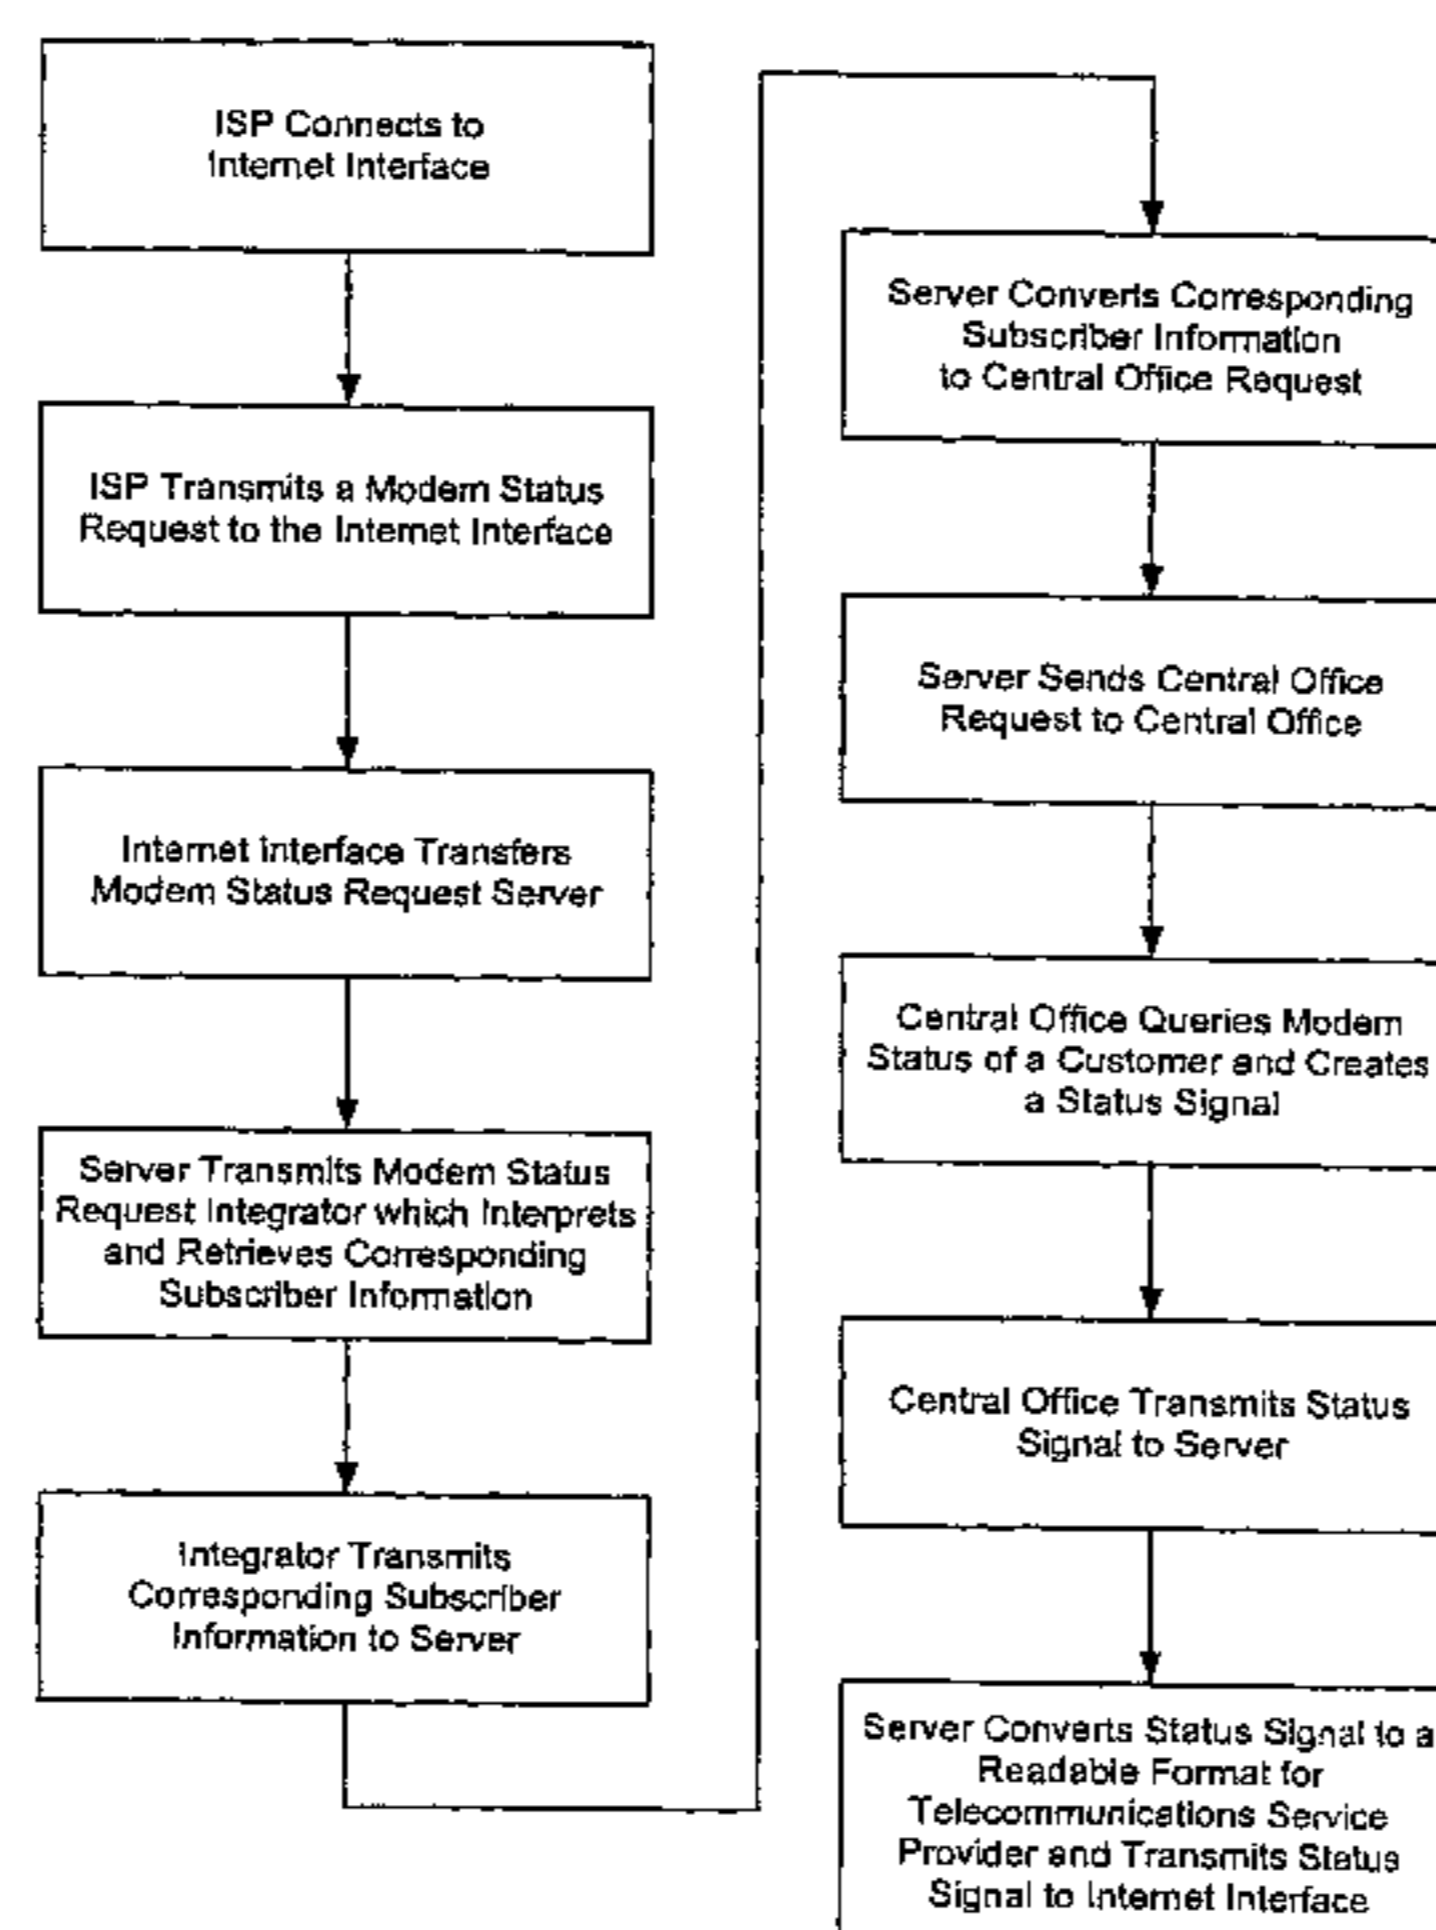 ISP Connects to
Internet Interface
ISP Transmits a Modem Status
Request to the Internet Interface
Internet Interface Transfers
Modem Status Request Server
Server Transmits Modem Status
Request Integrator which Interprets
and Retrieves Corresponding
Subscriber Information
Integrator Transmits
Corresponding Subscriber
Information to Server
Server Converts Corresponding
Subscriber Information
to Central Office Request
Server Sends Central Office
Request to Central Office
Central Office Queries Modem
Status of a Customer and Creates
a Status Signal
Central Office Transmits Status
Signal to Server
Server Converts Status Signal to a
Readable Format for
Telecommunications Service
Provider and Transmits Status
Signal to Internet Interface